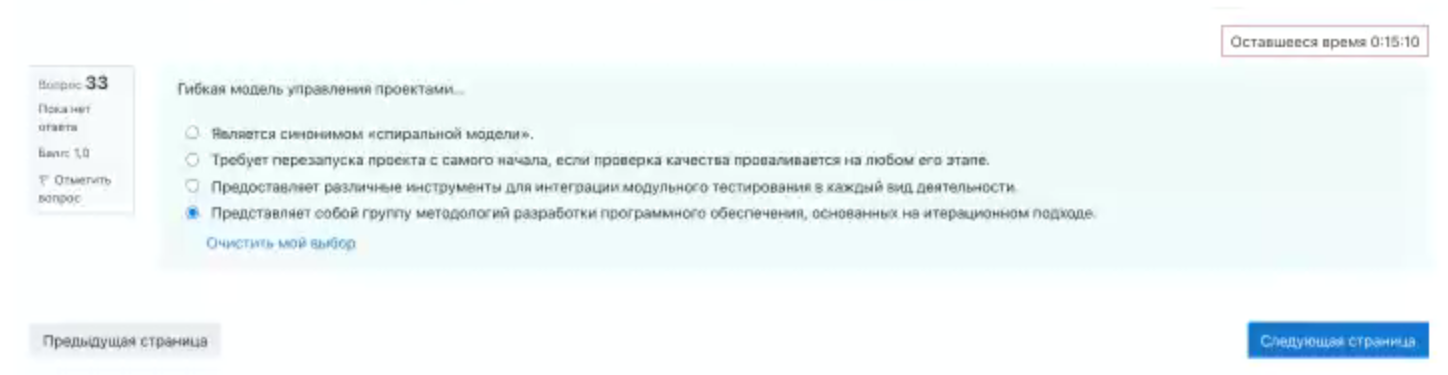 Оставшееся время 0:15:10
Вопрос 33
Пока нет
ответа
Балл: 1,0
Отметить
вопрос
Гибкая модель управления проектами...
Является синонимом «спиральной модели».
Требует перезапуска проекта с самого начала, если проверка качества проваливается на любом его этапе.
Предоставляет различные инструменты для интеграции модульного тестирования в каждый вид деятельности.
Представляет собой группу методологий разработки программного обеспечения, основанных на итерационном подходе.
Очистить мой выбор
Предыдущая страница
Следующая страница